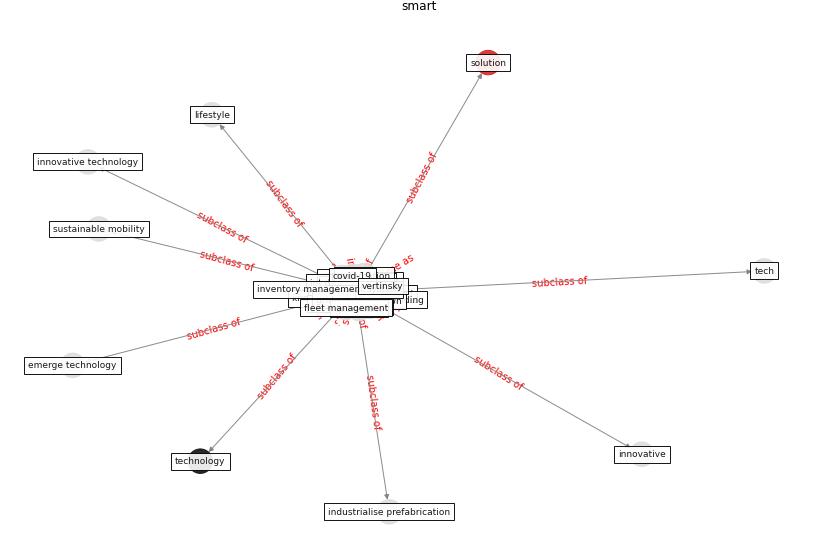 smart
solution
lifestyle
subclass of
innovative technology
subclass of
subclass of
sustainable mobility
subclass of
as
covid-19
tech
subclass of
inventory management
vertinsky
fleet management
subclass of
emerge technology
subclass of
subclass of
subclass of
innovative
technology
industrialise prefabrication